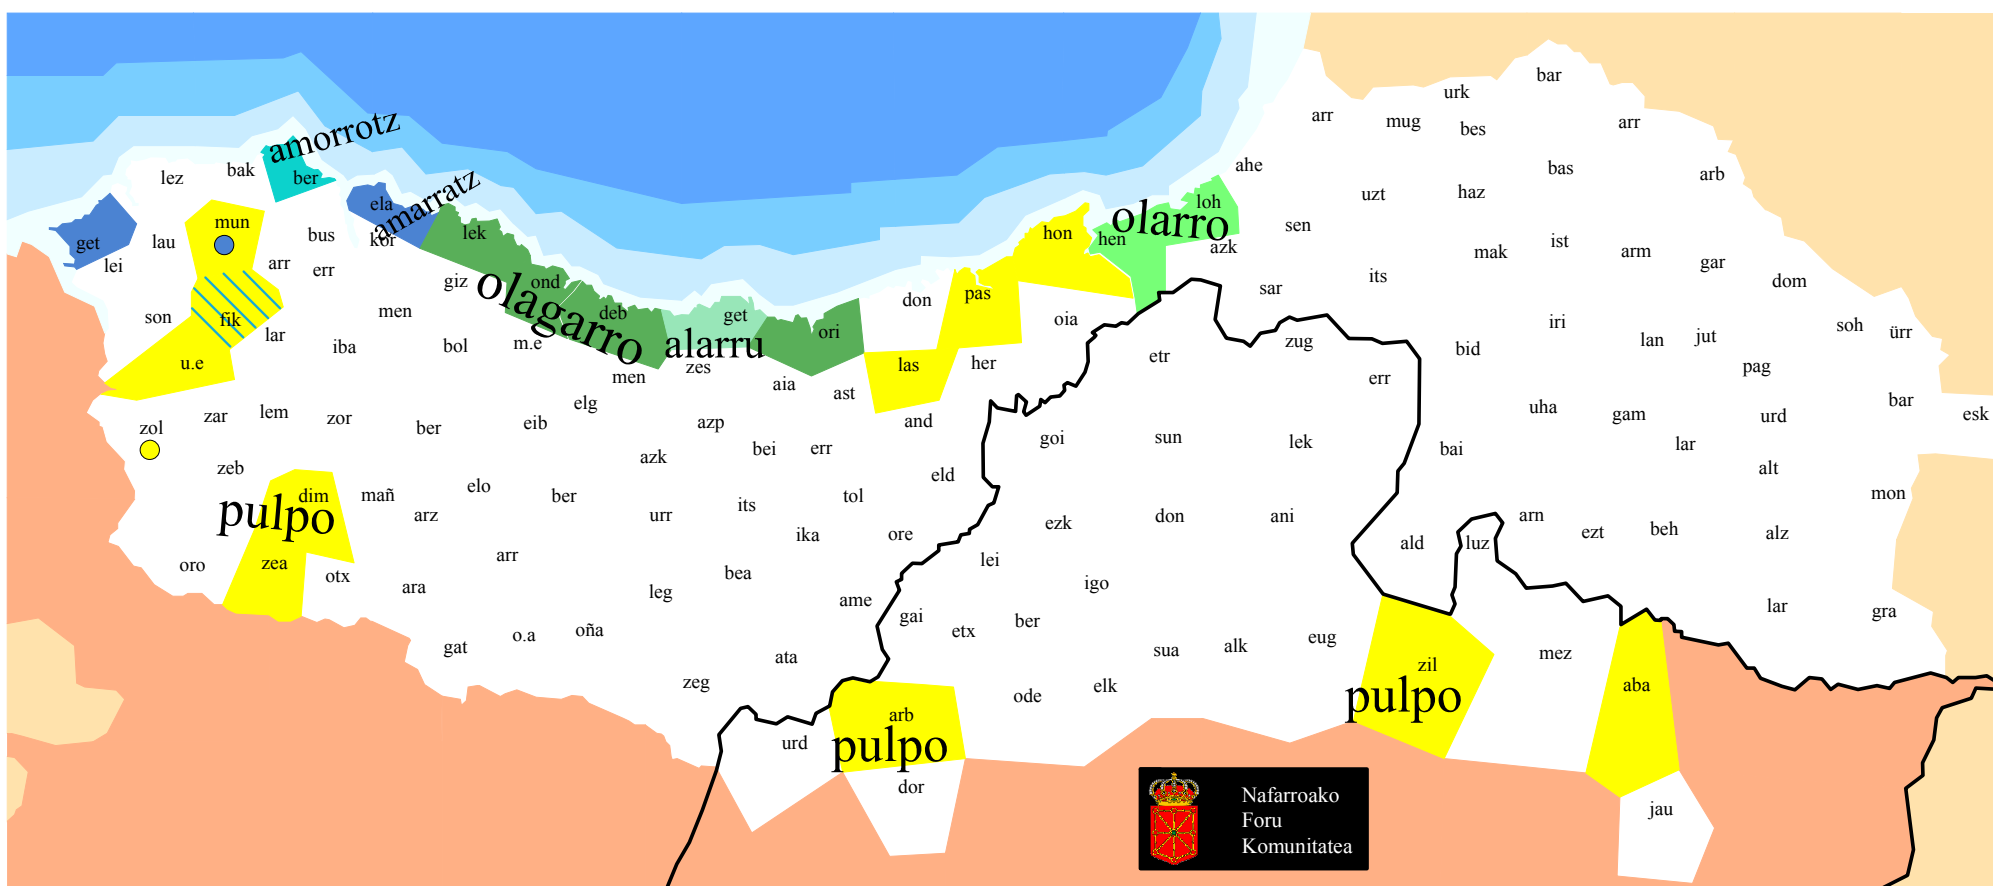 bar
urk
arr
mug
bes
arr
amorrotz
lez
bak
ber
ahe
bas
arb
ela
amarratz
uzt
haz
loh
olarro
get
lau
mun
bus
kor
lek
hon
hen
azk
sen
mak
ist
arm
gar
lei
arr
err
giz
ond
olagarro
don
pas
sar
its
dom
son
fik
lar
men
deb
get
ori
oia
iri
soh
ürr
u.e
iba
bol
m.e
alarru
zes
men
las
her
etr
zug
err
bid
lan
jut
pag
aia
ast
zol
zar
lem
zor
ber
eib
elg
azp
and
goi
sun
lek
uha
gam
urd
bar
esk
bai
lar
zeb
azk
bei
err
eld
alt
dim
pulpo
mañ
arz
elo
ber
urr
its
tol
mon
ika
ore
ezk
don
ani
arn
ezt
beh
alz
ald
luz
oro
zea
otx
ara
arr
leg
bea
ame
lei
igo
lar
gra
gat
o.a
oña
gai
etx
ber
sua
alk
eug
zil
pulpo
mez
aba
zeg
ata
ode
elk
urd
arb
pulpo
dor
jau
Nafarroako
Foru
Komunitatea